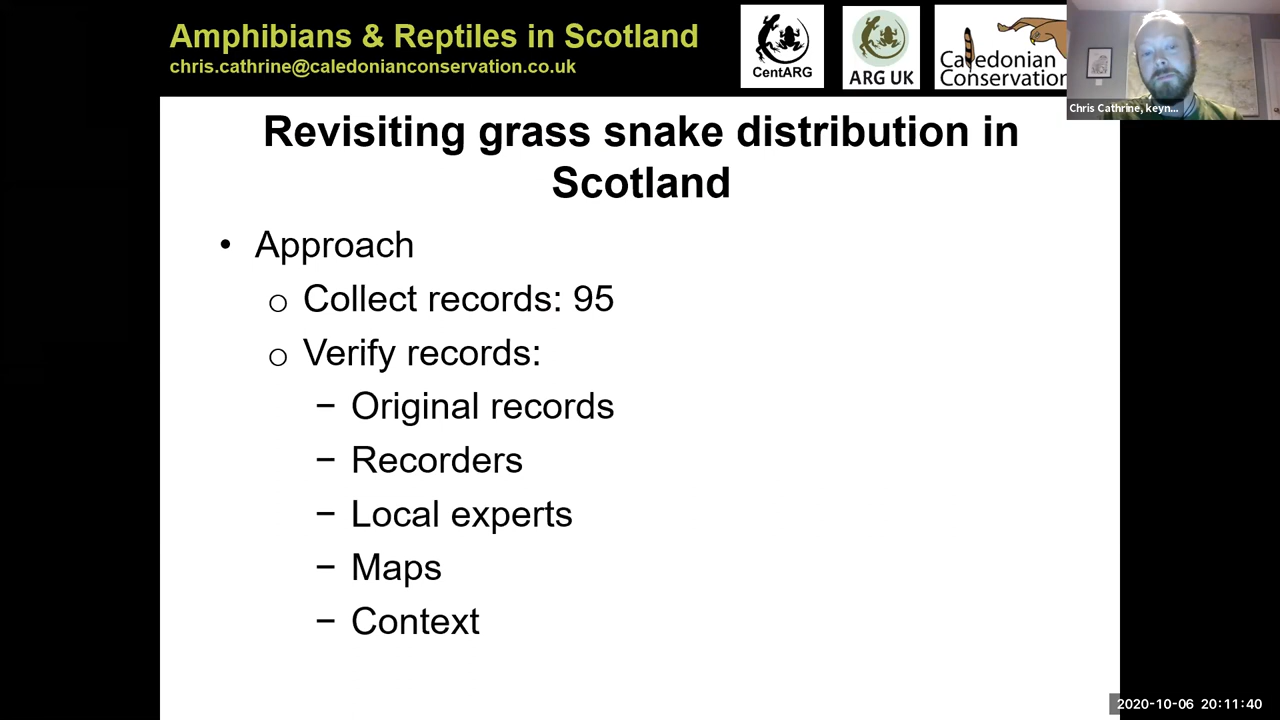 Amphibians & Reptiles in Scotland
chris.cathrine@caledonianconservation.co.uk
CentARG
ARG UK
Caledonian
Conservation
Chris Cathrine, keyn...
Revisiting grass snake distribution in
Scotland
• Approach
o Collect records: 95
o Verify records:
− Original records
− Recorders
− Local experts
− Maps
− Context
2020-10-06 20:11:40